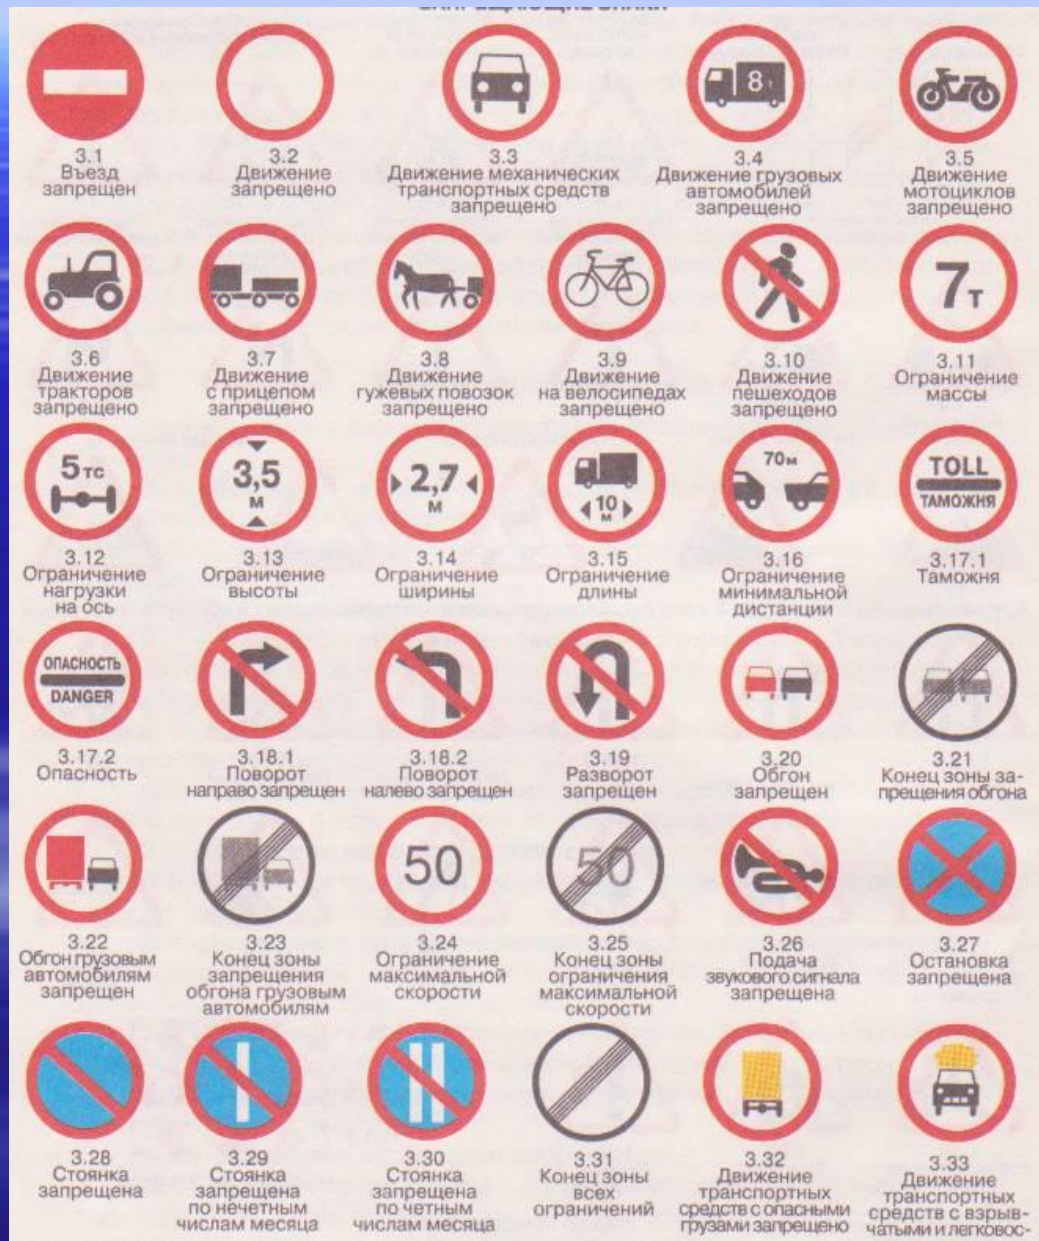 8т
3.1
Въезд
запрещен
3.2
Движение
запрещено
3.3
Движение механических
транспортных средств
запрещено
3.4
Движение грузовых
автомобилей
запрещено
3.5
Движение
мотоциклов
запрещено
7т
3.6
Движение
тракторов
запрещено
3.7
Движение
с прицепом
запрещено
3.8
Движение
гужевых повозок
запрещено
3.9
Движение
на велосипедах
запрещено
3.10
Движение
пешеходов
запрещено
3.11
Ограничение
массы
5тс
3,5
м
2,7
м
10
м
70м
TOLL
ТАМОЖНЯ
3.12
Ограничение
нагрузки
на ось
3.13
Ограничение
высоты
3.14
Ограничение
ширины
3.15
Ограничение
длины
3.16
Ограничение
минимальной
дистанции
3.17.1
Таможня
ОПАСНОСТЬ
DANGER
3.17.2
Опасность
3.18.1
Поворот
направо запрещен
3.18.2
Поворот
налево запрещен
3.19
Разворот
запрещен
3.20
Обгон
запрещен
3.21
Конец зоны за-
прещения обгона
50
50
3.22
Обгон грузовым
автомобилям
запрещен
3.23
Конец зоны
запрещения
обгона грузовым
автомобилям
3.24
Ограничение
максимальной
скорости
3.25
Конец зоны
ограничения
максимальной
скорости
3.26
Подача
звукового сигнала
запрещена
3.27
Остановка
запрещена
3.28
Стоянка
запрещена
3.29
Стоянка
запрещена
по нечетным
числам месяца
3.30
Стоянка
запрещена
по четным
числам месяца
3.31
Конец зоны
всех
ограничений
3.32
Движение
транспортных
средств с опасными
грузами запрещено
3.33
Движение
транспортных
средств с взрыв-
чатыми и легковос-